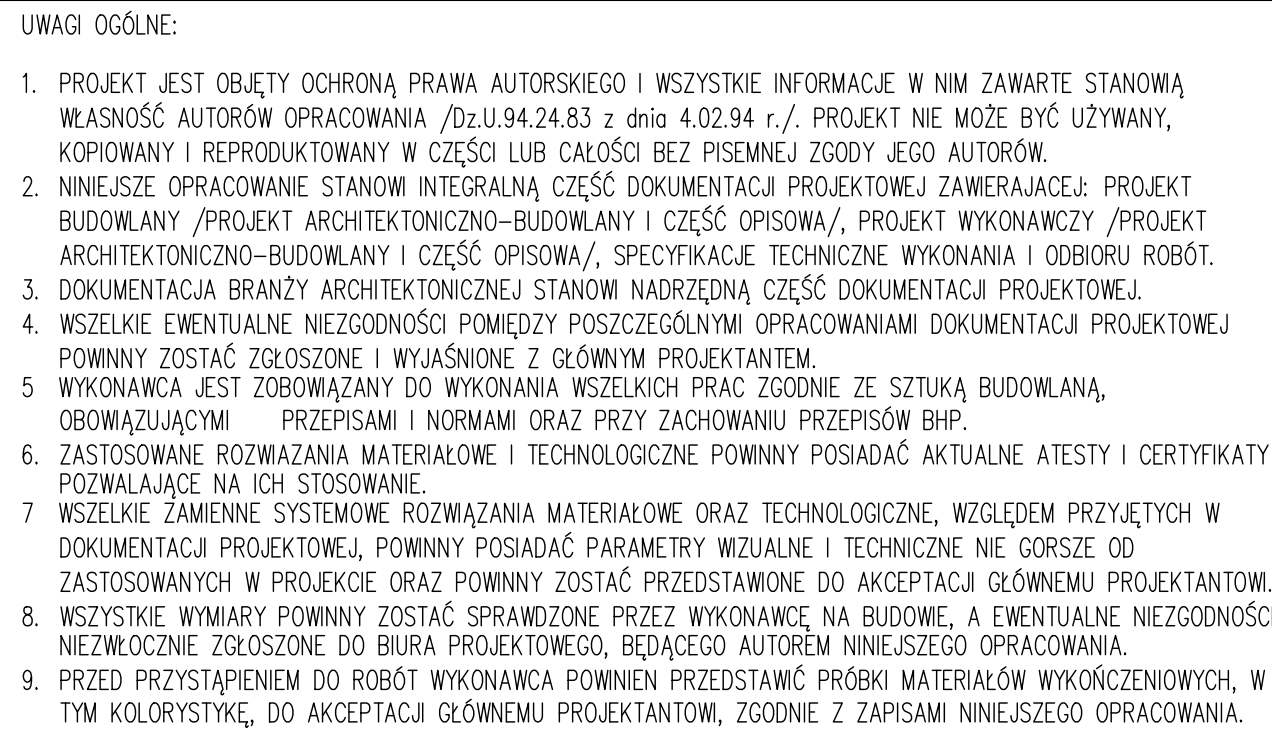 UWAGI OGÓLNE:
1. PROJEKT JEST OBJĘTY OCHRONĄ PRAWA AUTORSKIEGO I WSZYSTKIE INFORMACJE W NIM ZAWARTE STANOWIĄ
WŁASNOŚĆ AUTORÓW OPRACOWANIA /Dz.U.94.24.83 z dnia 4.02.94 r./. PROJEKT NIE MOŻE BYĆ UŻYWANY,
KOPIOWANY I REPRODUKTOWANY W CZĘŚCI LUB CAŁOŚCI BEZ PISEMNEJ ZGODY JEGO AUTORÓW.
2. NINIEJSZE OPRACOWANIE STANOWI INTEGRALNĄ CZĘŚĆ DOKUMENTACJI PROJEKTOWEJ ZAWIERAJACEJ: PROJEKT
BUDOWLANY /PROJEKT ARCHITEKTONICZNO-BUDOWLANY I CZĘŚĆ OPISOWA/, PROJEKT WYKONAWCZY /PROJEKT
ARCHITEKTONICZNO-BUDOWLANY I CZĘŚĆ OPISOWA/, SPECYFIKACJE TECHNICZNE WYKONANIA I ODBIORU ROBÓT.
3. DOKUMENTACJA BRANŻY ARCHITEKTONICZNEJ STANOWI NADRZĘDNĄ CZĘŚĆ DOKUMENTACJI PROJEKTOWEJ.
4. WSZELKIE EWENTUALNE NIEZGODNOŚCI POMIĘDZY POSZCZEGÓLNYMI OPRACOWANIAMI DOKUMENTACJI PROJEKTOWEJ
POWINNY ZOSTAĆ ZGŁOSZONE I WYJAŚNIONE Z GŁÓWNYM PROJEKTANTEM.
5 WYKONAWCA JEST ZOBOWIĄZANY DO WYKONANIA WSZELKICH PRAC ZGODNIE ZE SZTUKĄ BUDOWLANĄ,
OBOWIĄZUJĄCYMI PRZEPISAMI I NORMAMI ORAZ PRZY ZACHOWANIU PRZEPISÓW BHP.
6. ZASTOSOWANE ROZWIAZANIA MATERIAŁOWE I TECHNOLOGICZNE POWINNY POSIADAĆ AKTUALNE ATESTY I CERTYFIKATY
POZWALAJĄCE NA ICH STOSOWANIE.
7 WSZELKIE ZAMIENNE SYSTEMOWE ROZWIĄZANIA MATERIAŁOWE ORAZ TECHNOLOGICZNE, WZGLĘDEM PRZYJĘTYCH W
DOKUMENTACJI PROJEKTOWEJ, POWINNY POSIADAĆ PARAMETRY WIZUALNE I TECHNICZNE NIE GORSZE OD
ZASTOSOWANYCH W PROJEKCIE ORAZ POWINNY ZOSTAĆ PRZEDSTAWIONE DO AKCEPTACJI GŁÓWNEMU PROJEKTANTOWI.
8. WSZYSTKIE WYMIARY POWINNY ZOSTAĆ SPRAWDZONE PRZEZ WYKONAWCĘ NA BUDOWIE, A EWENTUALNE NIEZGODNOŚCI
NIEZWŁOCZNIE ZGŁOSZONE DO BIURA PROJEKTOWEGO, BĘDĄCEGO AUTOREM NINIEJSZEGO OPRACOWANIA.
9. PRZED PRZYSTĄPIENIEM DO ROBÓT WYKONAWCA POWINIEN PRZEDSTAWIĆ PRÓBKI MATERIAŁÓW WYKOŃCZENIOWYCH, W
TYM KOLORYSTYKĘ, DO AKCEPTACJI GŁÓWNEMU PROJEKTANTOWI, ZGODNIE Z ZAPISAMI NINIEJSZEGO OPRACOWANIA.